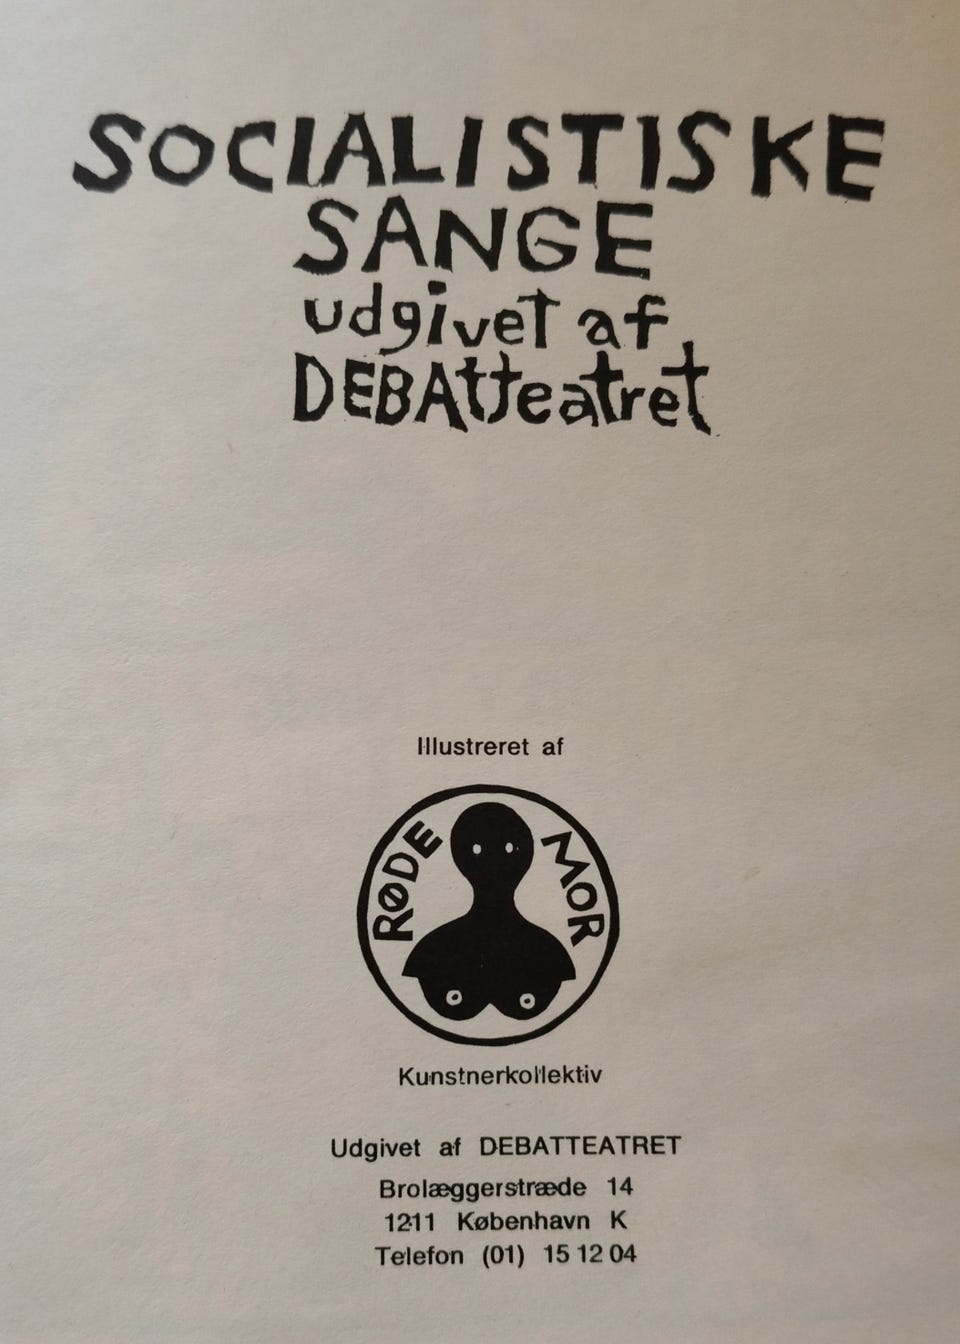 SOCIALISTISKE
SANGE
udgivet af
DEBAtteatret
Illustreret af
RØDE MOR
Kunstnerkollektiv
Udgivet af DEBATTEATRET
Brolæggerstræde 14
1211 København K
Telefon (01) 15 12 04